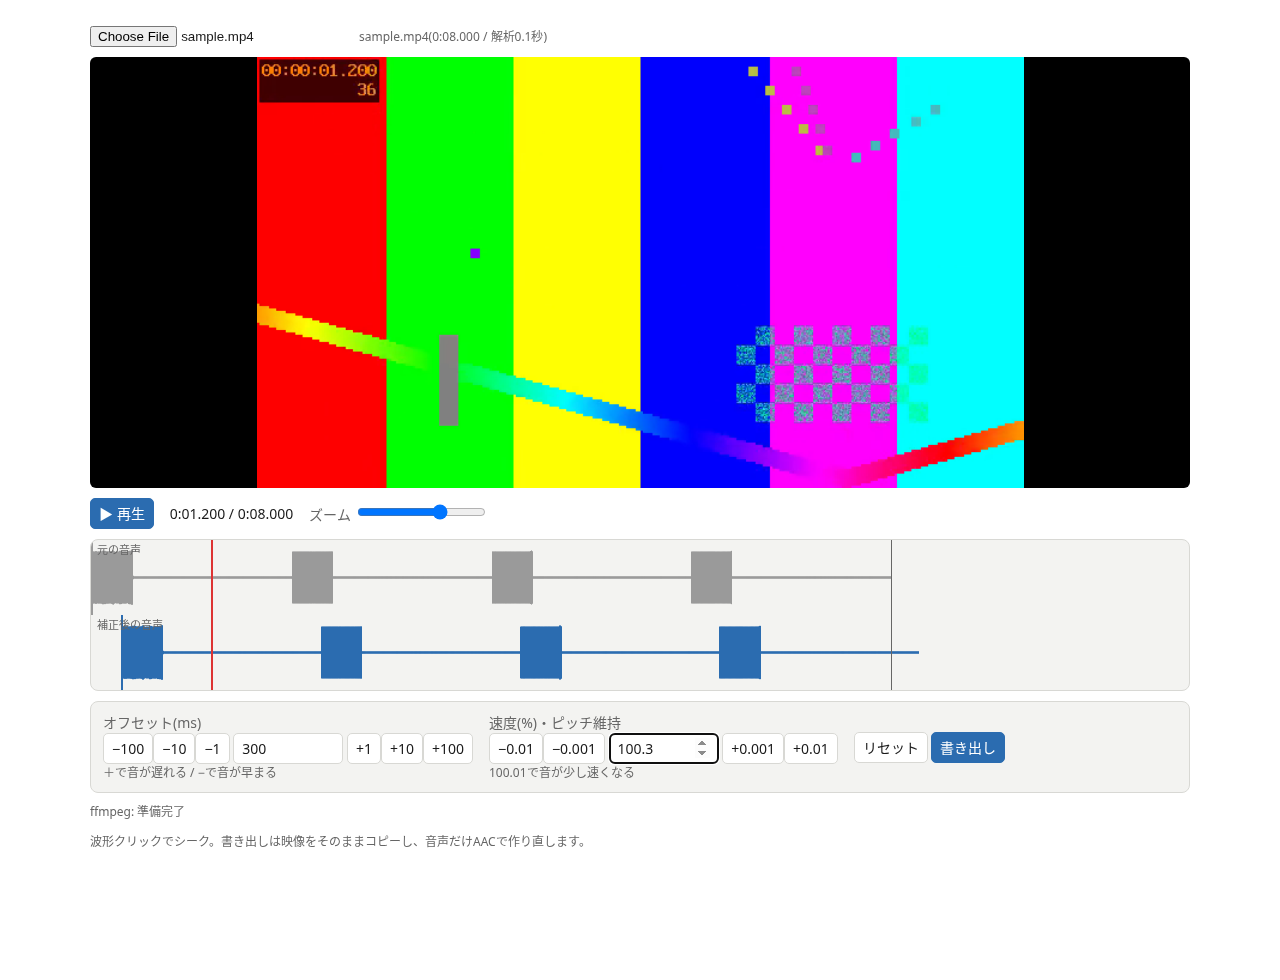 Choose File sample.mp4 sample.mp4(0:08.000 / 解析0.1秒)
00:00:01.200
36
▶ 再生 0:01.200 / 0:08.000 ズーム
元の音声
補正後の音声
オフセット(ms) 速度(%)・ピッチ維持
−100 −10 −1 300 +1 +10 +100 −0.01 −0.001 100.3 +0.001 +0.01 リセット 書き出し
＋で音が遅れる / −で音が早まる 100.01で音が少し速くなる
ffmpeg: 準備完了
波形クリックでシーク。書き出しは映像をそのままコピーし、音声だけAACで作り直します。